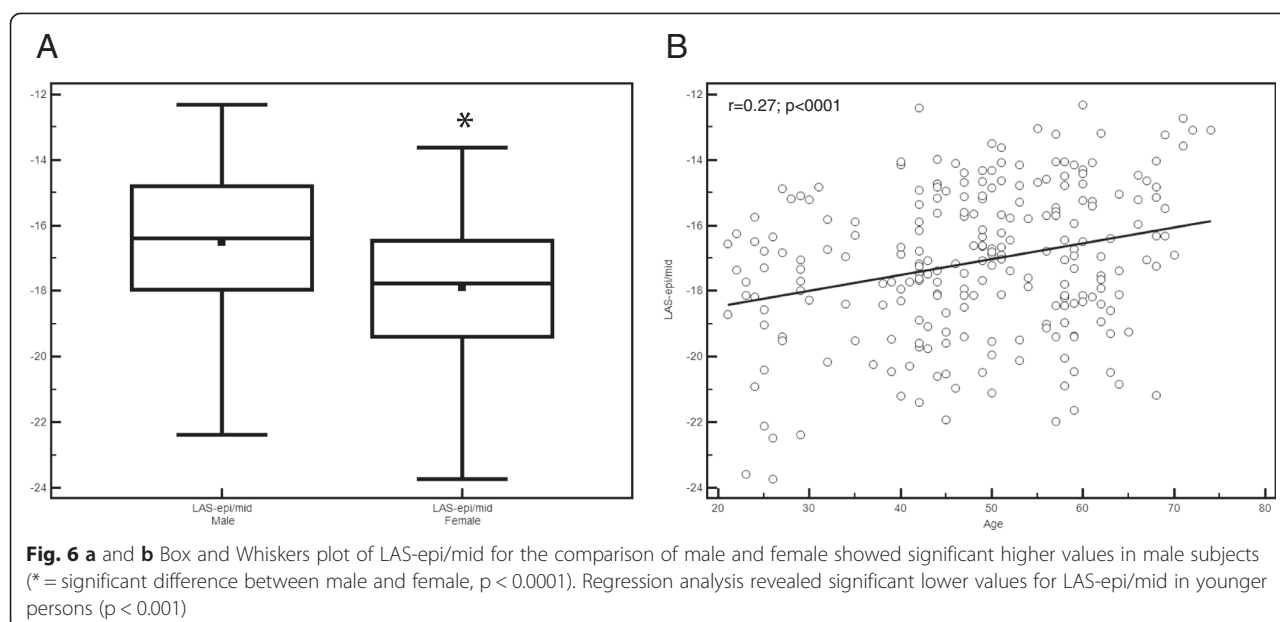 A
B
-12
-14
-16
-18
-20
-22
-24
*
LAS-epi/mid
Male
LAS-epi/mid
Female
r=0.27; p<0001
LAS-epi/mid
-12
-14
-16
-18
-20
-22
-24
20
30
40
50
60
70
80
Age
Fig. 6 a and b Box and Whiskers plot of LAS-epi/mid for the comparison of male and female showed significant higher values in male subjects
(* = significant difference between male and female, p < 0.0001). Regression analysis revealed significant lower values for LAS-epi/mid in younger
persons (p < 0.001)